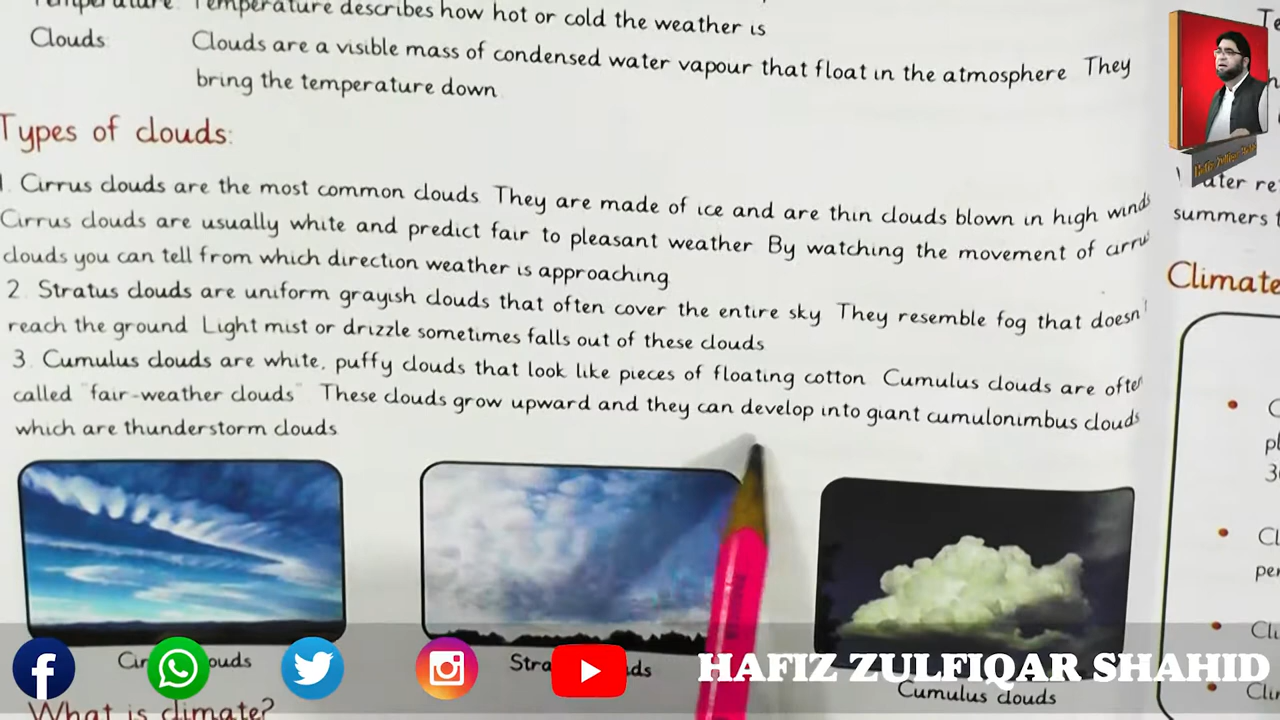 Temperature Temperature describes how hot or cold the weather is
Clouds Clouds are a visible mass of condensed water vapour that float in the atmosphere They
bring the temperature down
Types of clouds:
1. Cirrus clouds are the most common clouds They are made of ice and are thin clouds blown in high winds
Cirrus clouds are usually white and predict fair to pleasant weather By watching the movement of cirrus
clouds you can tell from which direction weather is approaching
2. Stratus clouds are uniform grayish clouds that often cover the entire sky They resemble fog that doesn'
reach the ground Light mist or drizzle sometimes falls out of these clouds
3. Cumulus clouds are white, puffy clouds that look like pieces of floating cotton Cumulus clouds are often
called "fair-weather clouds" These clouds grow upward and they can develop into giant cumulonimbus clouds
which are thunderstorm clouds
Cir ouds
Stra ds
Cumulus clouds
What is climate?
ater re
summers
Climate
HAFIZ ZULFIQAR SHAHID